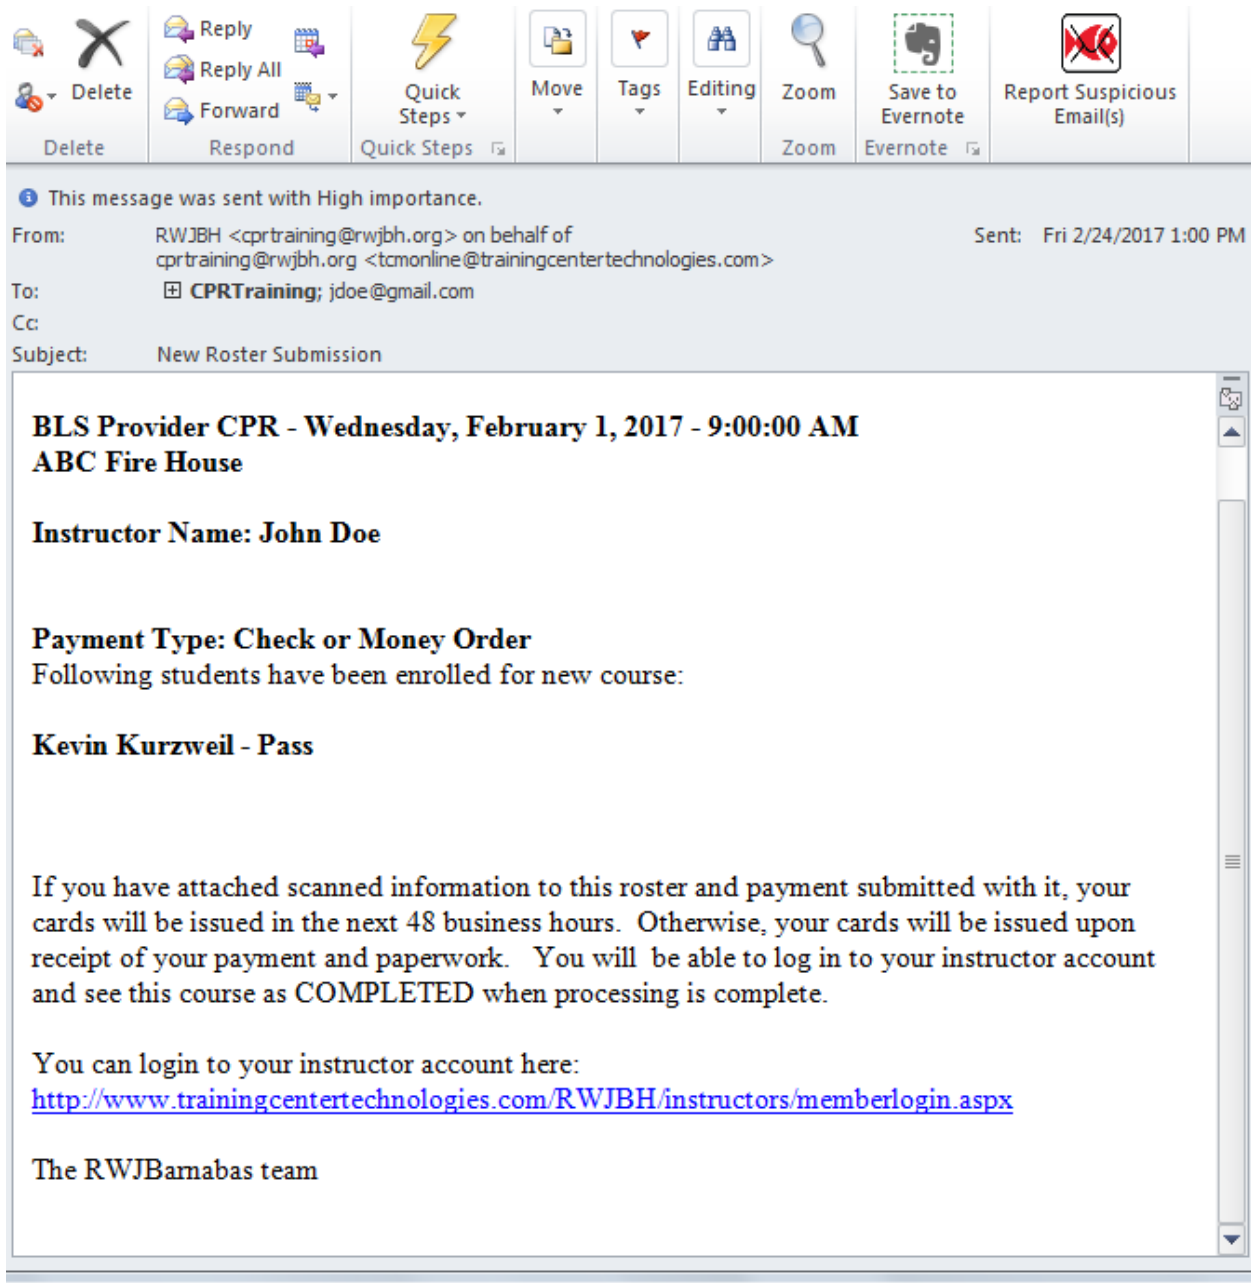 Delete
Reply
Reply All
Forward
Quick
Steps
Move
Tags
Editing
Zoom
Save to
Evernote
Report Suspicious
Email(s)
Delete
Respond
Quick Steps
Zoom
Evernote
This message was sent with High importance.
From: RWJBH <cprtraining@rwjbh.org> on behalf of
cprtraining@rwjbh.org <tcmonline@trainingcentertechnologies.com>
Sent: Fri 2/24/2017 1:00 PM
To: CPRTraining; jdoe@gmail.com
Cc:
Subject: New Roster Submission
BLS Provider CPR - Wednesday, February 1, 2017 - 9:00:00 AM
ABC Fire House
Instructor Name: John Doe
Payment Type: Check or Money Order
Following students have been enrolled for new course:
Kevin Kurzweil - Pass
If you have attached scanned information to this roster and payment submitted with it, your
cards will be issued in the next 48 business hours.  Otherwise, your cards will be issued upon
receipt of your payment and paperwork.   You will  be able to log in to your instructor account
and see this course as COMPLETED when processing is complete.
You can login to your instructor account here:
http://www.trainingcentertechnologies.com/RWJBH/instructors/memberlogin.aspx
The RWJBarnabas team